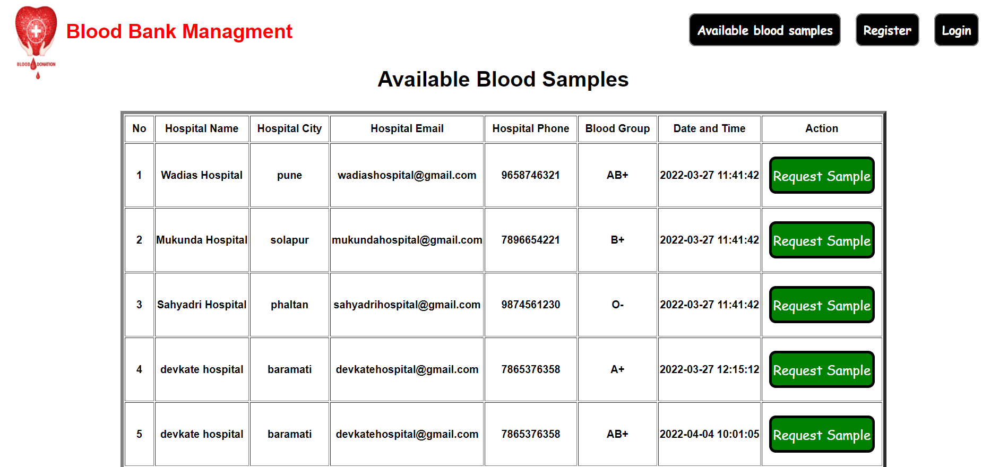 Blood Bank Managment
Available blood samples Register Login
BLOOD DONATION
Available Blood Samples
No Hospital Name Hospital City Hospital Email Hospital Phone Blood Group Date and Time Action
1 Wadias Hospital pune wadiashospital@gmail.com 9658746321 AB+ 2022-03-27 11:41:42 Request Sample
2 Mukunda Hospital solapur mukundahospital@gmail.com 7896654221 B+ 2022-03-27 11:41:42 Request Sample
3 Sahyadri Hospital phaltan sahyadrihospital@gmail.com 9874561230 O- 2022-03-27 11:41:42 Request Sample
4 devkate hospital baramati devkatehospital@gmail.com 7865376358 A+ 2022-03-27 12:15:12 Request Sample
5 devkate hospital baramati devkatehospital@gmail.com 7865376358 AB+ 2022-04-04 10:01:05 Request Sample